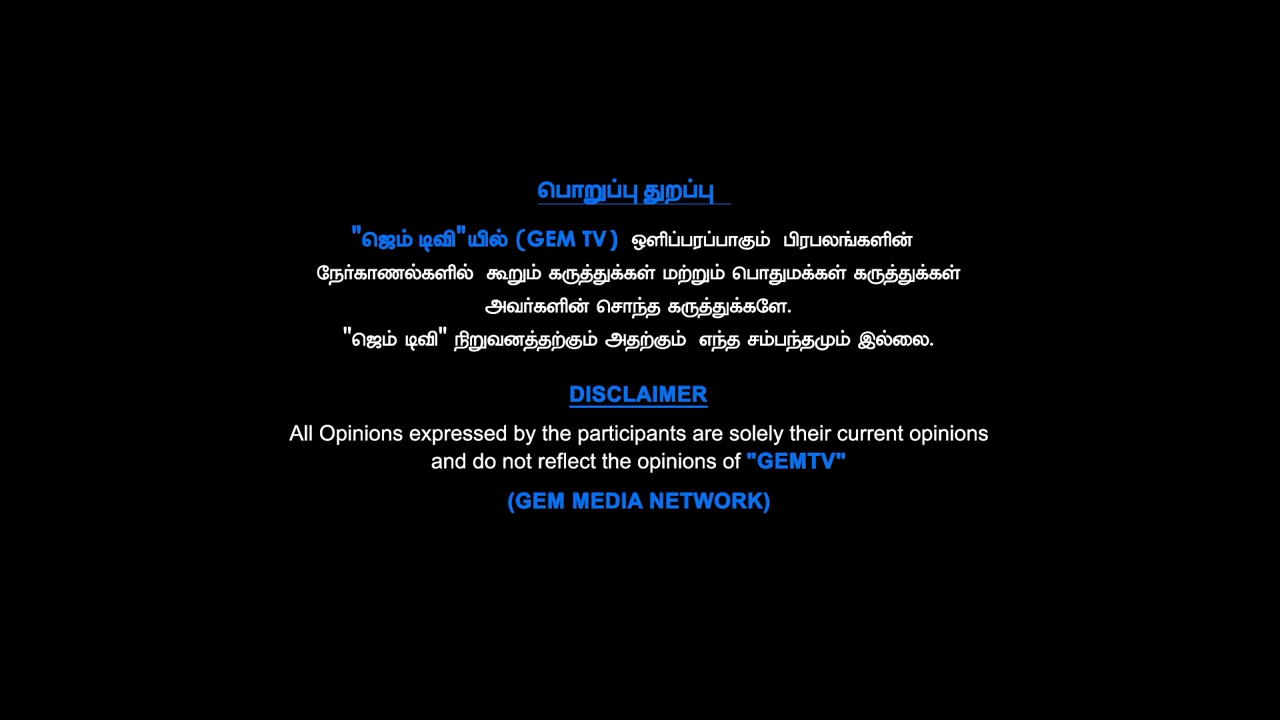 பொறுப்பு துறப்பு
"ஜெம் டிவி"யில் (GEM TV) ஒளிப்பரப்பாகும் பிரபலங்களின்
நேர்காணல்களில் கூறும் கருத்துக்கள் மற்றும் பொதுமக்கள் கருத்துக்கள்
அவர்களின் சொந்த கருத்துக்களே.
"ஜெம் டிவி" நிறுவனத்தற்கும் அதற்கும் எந்த சம்பந்தமும் இல்லை.
DISCLAIMER
All Opinions expressed by the participants are solely their current opinions
and do not reflect the opinions of "GEMTV"
(GEM MEDIA NETWORK)